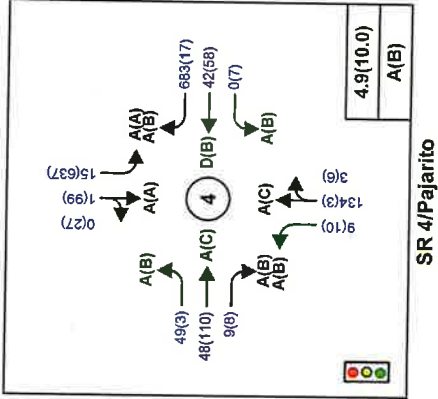 0(27)
1(99)
15(637)
A(A)
A(A)
A(B)
683(17)
D(B)
42(58)
0(7)
A(B)
4
A(B)
49(3)
A(C)
48(110)
9(8)
A(B)
A(B)
A(C)
9(10)
134(3)
3(6)
4.9(10.0)
A(B)
SR 4/Pajarito